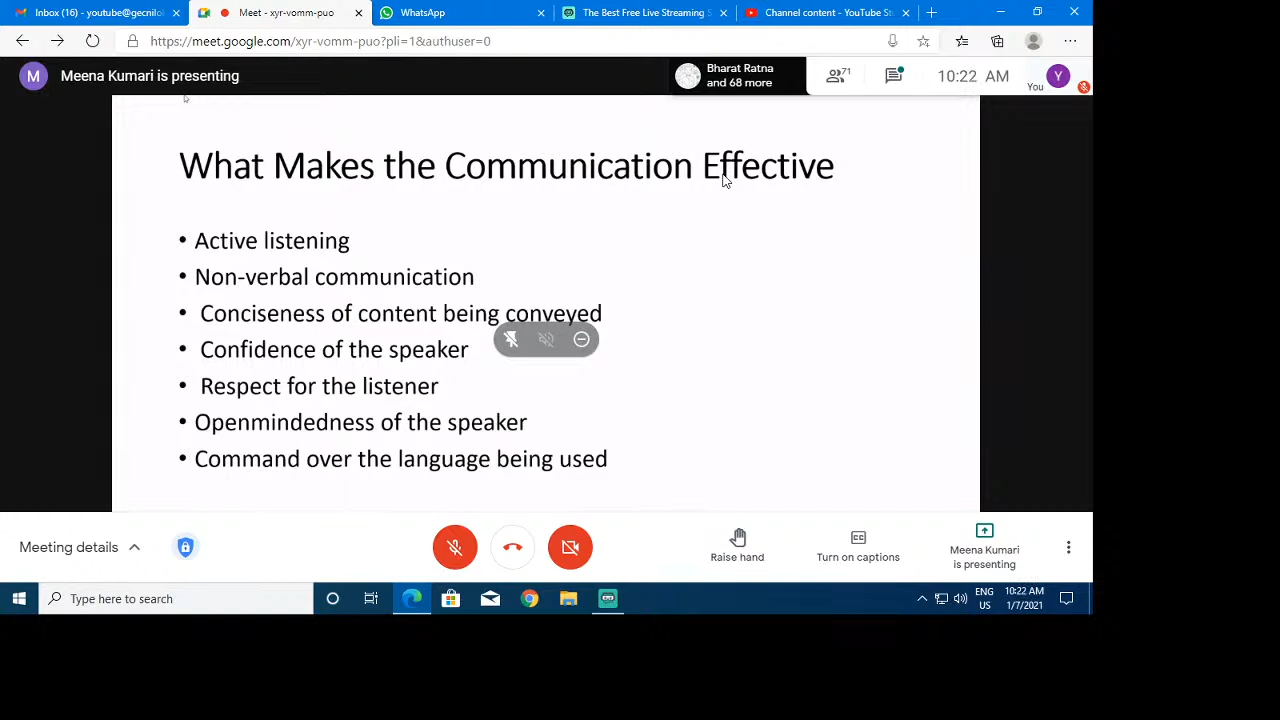 Inbox (16) - youtube@gecnilo
Meet - xyr-vomm-puo
WhatsApp
The Best Free Live Streaming S
Channel content - YouTube St
https://meet.google.com/xyr-vomm-puo?pli=1&authuser=0
M
Meena Kumari is presenting
Bharat Ratna
and 68 more
71
10:22 AM
You
Y
What Makes the Communication Effective
• Active listening
• Non-verbal communication
• Conciseness of content being conveyed
• Confidence of the speaker
• Respect for the listener
• Openmindedness of the speaker
• Command over the language being used
Meeting details
Raise hand
Turn on captions
Meena Kumari
is presenting
Type here to search
ENG
US
10:22 AM
1/7/2021